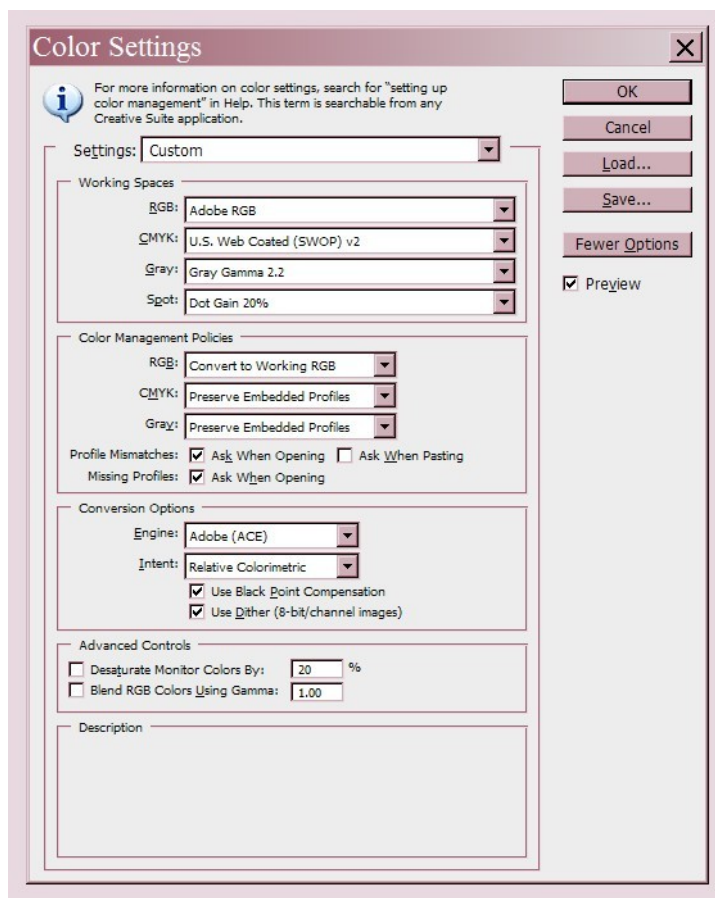 Color Settings
For more information on color settings, search for “setting up
color management” in Help. This term is searchable from any
Creative Suite application.
OK
Cancel
Load...
Save...
Fewer Options
Preview
Settings: Custom
Working Spaces
RGB: Adobe RGB
CMYK: U.S. Web Coated (SWOP) v2
Gray: Gray Gamma 2.2
Spot: Dot Gain 20%
Color Management Policies
RGB: Convert to Working RGB
CMYK: Preserve Embedded Profiles
Gray: Preserve Embedded Profiles
Profile Mismatches: Ask When Opening Ask When Pasting
Missing Profiles: Ask When Opening
Conversion Options
Engine: Adobe (ACE)
Intent: Relative Colorimetric
Use Black Point Compensation
Use Dither (8-bit/channel images)
Advanced Controls
Desaturate Monitor Colors By: 20 %
Blend RGB Colors Using Gamma: 1.00
Description